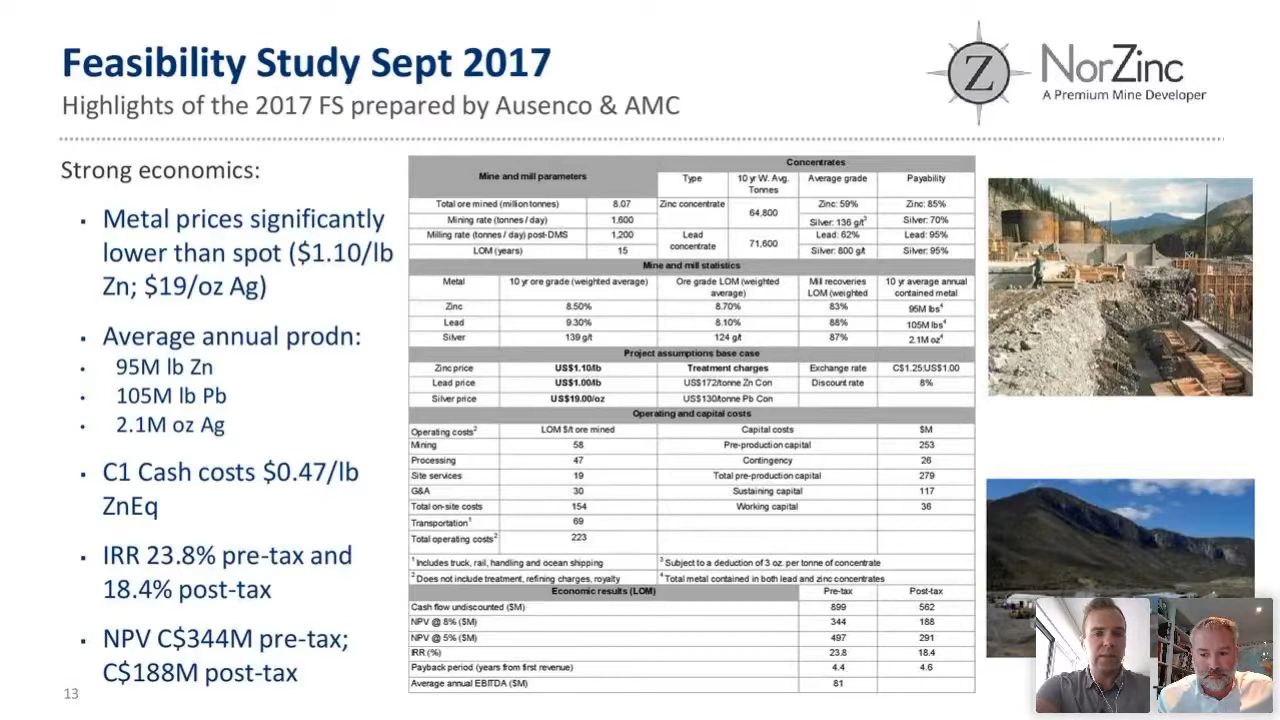 Feasibility Study Sept 2017
Highlights of the 2017 FS prepared by Ausenco & AMC
Z
NorZinc
A Premium Mine Developer
Strong economics:
▪ Metal prices significantly
lower than spot ($1.10/lb
Zn; $19/oz Ag)
▪ Average annual prodn:
▪ 95M lb Zn
▪ 105M lb Pb
▪ 2.1M oz Ag
▪ C1 Cash costs $0.47/lb
ZnEq
▪ IRR 23.8% pre-tax and
18.4% post-tax
▪ NPV C$344M pre-tax;
C$188M post-tax
13
Mine and mill parameters
Concentrates
Type 10 yr W. Avg. Tonnes Average grade Payability
Total ore mined (million tonnes) 8.07 Zinc concentrate 64,800 Zinc: 59% Zinc: 85%
Mining rate (tonnes / day) 1,600 Silver: 136 g/t³ Silver: 70%
Milling rate (tonnes / day) post-DMS 1,200 Lead concentrate 71,600 Lead: 62% Lead: 95%
LOM (years) 15 Silver: 800 g/t Silver: 95%
Mine and mill statistics
Metal 10 yr ore grade (weighted average) Ore grade LOM (weighted average) Mill recoveries LOM (weighted 10 yr average annual contained metal
Zinc 8.50% 8.70% 83% 95M lbs⁴
Lead 9.30% 8.10% 88% 105M lbs⁴
Silver 139 g/t 124 g/t 87% 2.1M oz⁴
Project assumptions base case
Zinc price US$1.10/lb Treatment charges Exchange rate C$1.25:US$1.00
Lead price US$1.00/lb US$172/tonne Zn Con Discount rate 8%
Silver price US$19.00/oz US$130/tonne Pb Con
Operating and capital costs
Operating costs² LOM $/t ore mined Capital costs $M
Mining 58 Pre-production capital 253
Processing 47 Contingency 26
Site services 19 Total pre-production capital 279
G&A 30 Sustaining capital 117
Total on-site costs 154 Working capital 36
Transportation¹ 69
Total operating costs² 223
¹ Includes truck, rail, handling and ocean shipping ³ Subject to a deduction of 3 oz. per tonne of concentrate
² Does not include treatment, refining charges, royalty ⁴ Total metal contained in both lead and zinc concentrates
Economic results (LOM) Pre-tax Post-tax
Cash flow undiscounted ($M) 899 562
NPV @ 8% ($M) 344 188
NPV @ 5% ($M) 497 291
IRR (%) 23.8 18.4
Payback period (years from first revenue) 4.4 4.6
Average annual EBITDA ($M) 81